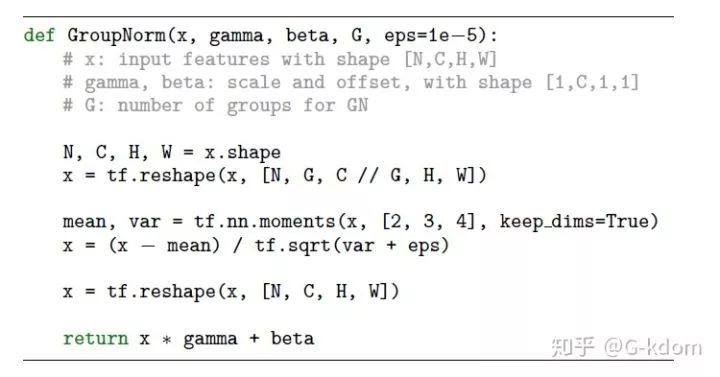 def GroupNorm(x, gamma, beta, G, eps=1e−5):
# x: input features with shape [N,C,H,W]
# gamma, beta: scale and offset, with shape [1,C,1,1]
# G: number of groups for GN
N, C, H, W = x.shape
x = tf.reshape(x, [N, G, C // G, H, W])
mean, var = tf.nn.moments(x, [2, 3, 4], keep_dims=True)
x = (x − mean) / tf.sqrt(var + eps)
x = tf.reshape(x, [N, C, H, W])
return x * gamma + beta
知乎 @G-kdom